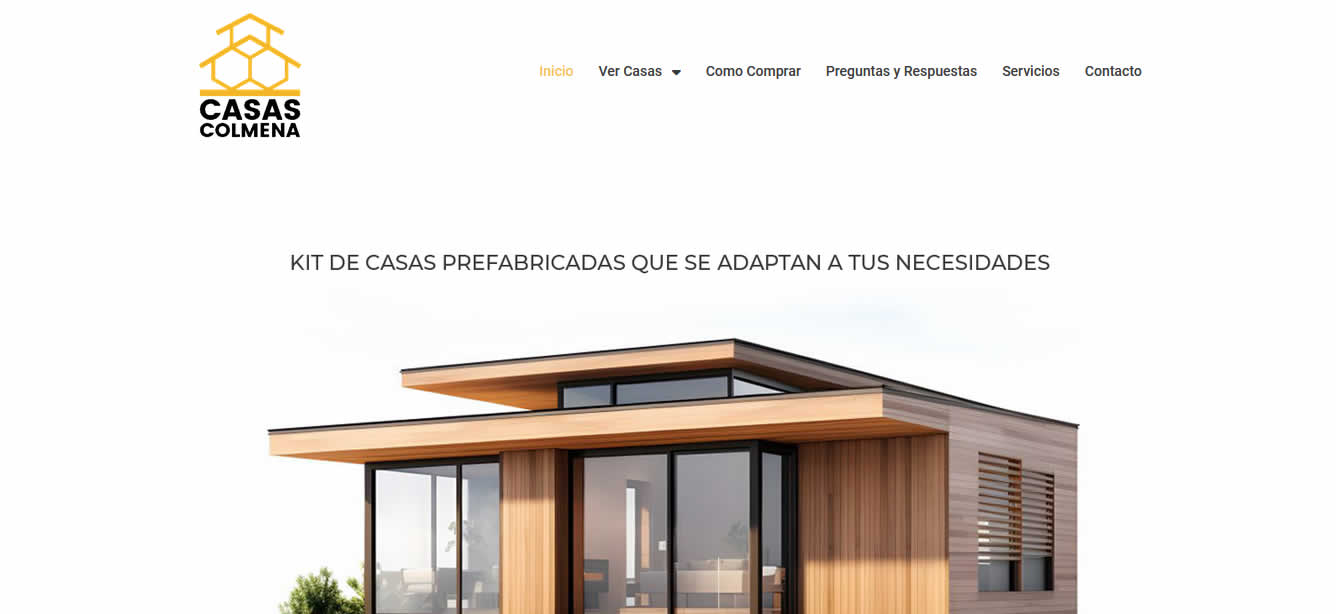 CASAS
COLMENA
Inicio
Ver Casas
Como Comprar
Preguntas y Respuestas
Servicios
Contacto
KIT DE CASAS PREFABRICADAS QUE SE ADAPTAN A TUS NECESIDADES